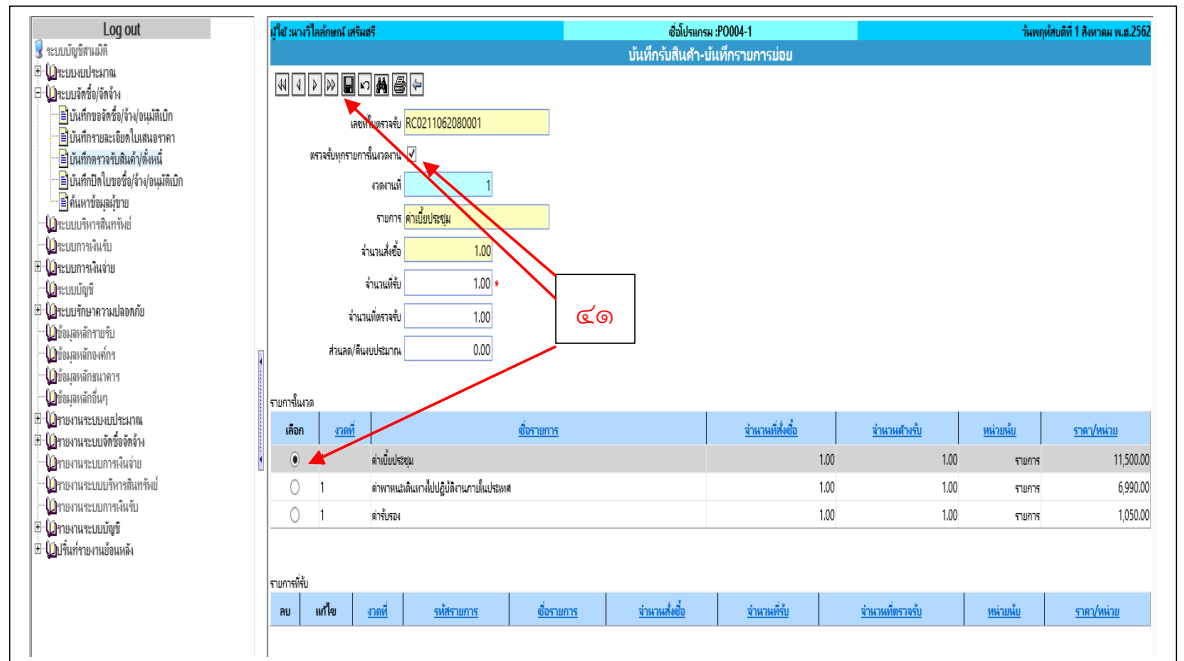 Log out
ระบบบัญชีสามมิติ
ระบบงบประมาณ
ระบบจัดซื้อ/จัดจ้าง
บันทึกขอจัดซื้อ/จ้าง/อนุมัติเบิก
บันทึกรายละเอียดใบเสนอราคา
บันทึกตรวจรับสินค้า/ตั้งหนี้
บันทึกปิดใบขอซื้อ/จ้าง/อนุมัติเบิก
ค้นหาข้อมูลผู้ขาย
ระบบบริหารสินทรัพย์
ระบบการเงินรับ
ระบบการเงินจ่าย
ระบบบัญชี
ระบบรักษาความปลอดภัย
ข้อมูลหลักรายรับ
ข้อมูลหลักองค์กร
ข้อมูลหลักธนาคาร
ข้อมูลหลักอื่นๆ
รายงานระบบงบประมาณ
รายงานระบบจัดซื้อจัดจ้าง
รายงานระบบการเงินจ่าย
รายงานระบบบริหารสินทรัพย์
รายงานระบบการเงินรับ
รายงานระบบบัญชี
ปริ้นท์รายงานย้อนหลัง
ผู้ใช้ :นางวิไลลักษณ์ เสริมสรี ชื่อโปรแกรม :PO004-1 วันพฤหัสบดีที่ 1 สิงหาคม พ.ศ.2562
บันทึกรับสินค้า-บันทึกรายการย่อย
เลขที่ใบตรวจรับ RC0211062080001
ตรวจรับทุกรายการในงวดงาน
งวดงานที่ 1
รายการ ค่าเบี้ยประชุม
จำนวนสั่งซื้อ 1.00
จำนวนที่รับ 1.00 *
จำนวนที่ตรวจรับ 1.00
ส่วนลด/คืนงบประมาณ 0.00
๔๑
รายการในงวด
เลือก งวดที่ ชื่อรายการ จำนวนที่สั่งซื้อ จำนวนค้างรับ หน่วยนับ ราคา/หน่วย
ค่าเบี้ยประชุม 1.00 1.00 รายการ 11,500.00
1 ค่าพาหนะเดินทางไปปฏิบัติงานภายในประเทศ 1.00 1.00 รายการ 6,990.00
1 ค่ารับรอง 1.00 1.00 รายการ 1,050.00
รายการที่รับ
ลบ แก้ไข งวดที่ รหัสรายการ ชื่อรายการ จำนวนสั่งซื้อ จำนวนที่รับ จำนวนที่ตรวจรับ หน่วยนับ ราคา/หน่วย